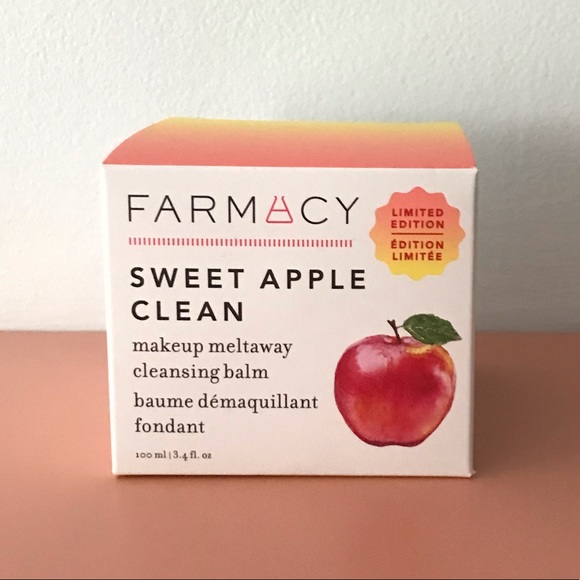 FARMACY
LIMITED
EDITION
ÉDITION
LIMITÉE
SWEET APPLE
CLEAN
makeup meltaway
cleansing balm
baume démaquillant
fondant
100 ml | 3.4 fl. oz